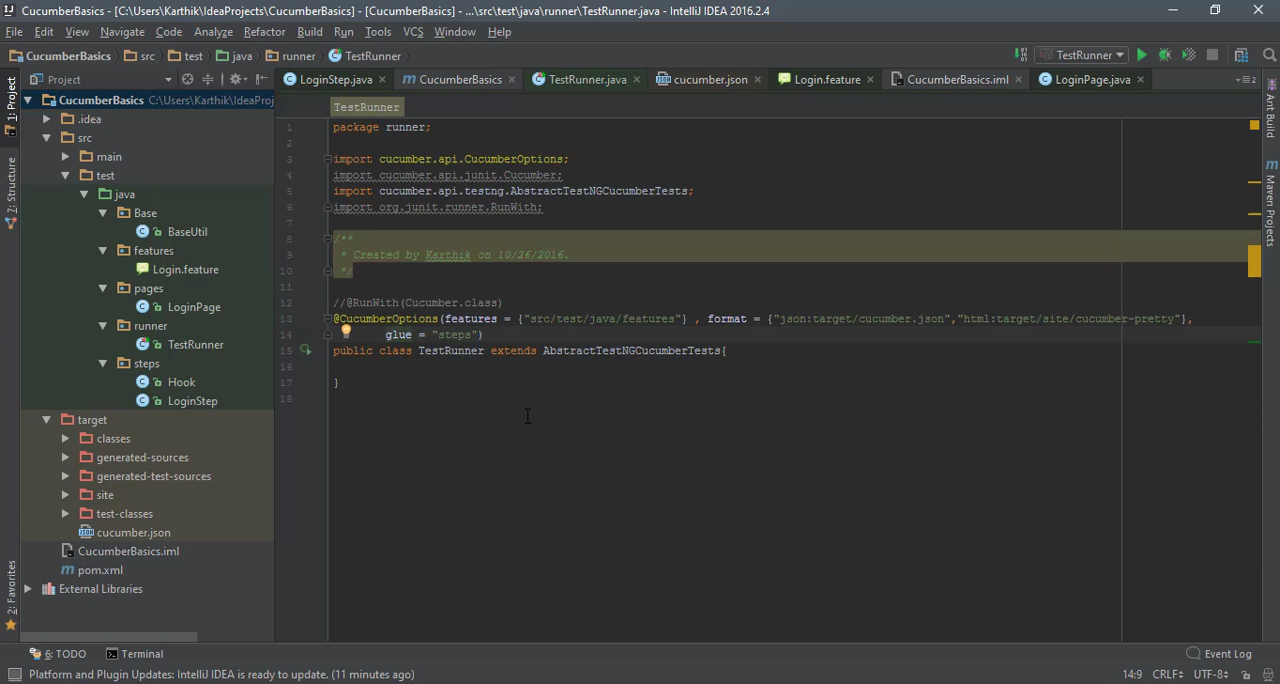 CucumberBasics - [C:\Users\Karthik\IdeaProjects\CucumberBasics] - [CucumberBasics] - ...\src\test\java\runner\TestRunner.java - IntelliJ IDEA 2016.2.4
File Edit View Navigate Code Analyze Refactor Build Run Tools VCS Window Help
CucumberBasics src test java runner TestRunner TestRunner
1: Project
7: Structure
2: Favorites
Project
LoginStep.java CucumberBasics TestRunner.java cucumber.json Login.feature CucumberBasics.iml LoginPage.java
CucumberBasics C:\Users\Karthik\IdeaProj
.idea
src
main
test
java
Base
BaseUtil
features
Login.feature
pages
LoginPage
runner
TestRunner
steps
Hook
LoginStep
target
classes
generated-sources
generated-test-sources
site
test-classes
cucumber.json
CucumberBasics.iml
pom.xml
External Libraries
TestRunner
1 package runner;
2
3 import cucumber.api.CucumberOptions;
4 import cucumber.api.junit.Cucumber;
5 import cucumber.api.testng.AbstractTestNGCucumberTests;
6 import org.junit.runner.RunWith;
7
8 /**
9 * Created by Karthik on 10/26/2016.
10 */
11
12 //@RunWith(Cucumber.class)
13 @CucumberOptions(features = {"src/test/java/features"} , format = {"json:target/cucumber.json","html:target/site/cucumber-pretty"},
14 glue = "steps")
15 public class TestRunner extends AbstractTestNGCucumberTests{
16
17 }
18
Ant Build
Maven Projects
6: TODO Terminal Event Log
Platform and Plugin Updates: IntelliJ IDEA is ready to update. (11 minutes ago) 14:9 CRLF UTF-8